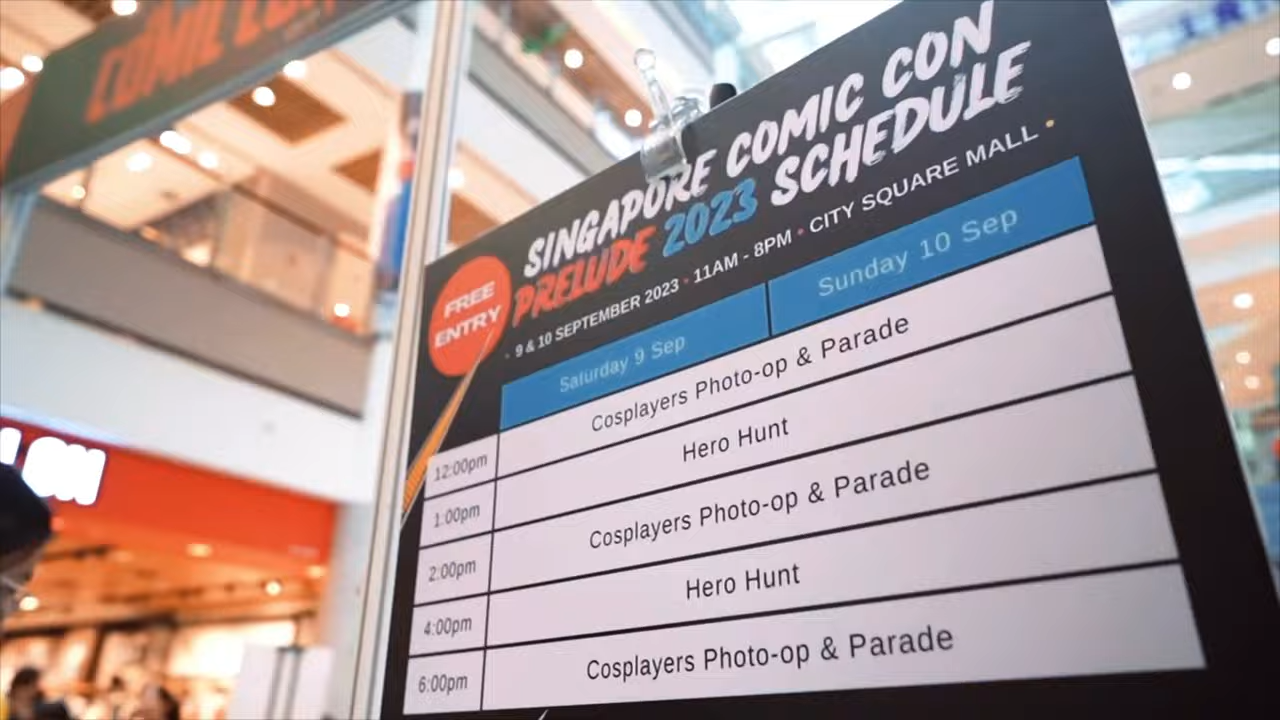 COMIC CON
SINGAPORE COMIC CON
PRELUDE 2023 SCHEDULE
• 9 & 10 SEPTEMBER 2023 • 11AM - 8PM • CITY SQUARE MALL •
FREE
ENTRY
Saturday 9 Sep Sunday 10 Sep
12:00pm Cosplayers Photo-op & Parade
1:00pm Hero Hunt
2:00pm Cosplayers Photo-op & Parade
4:00pm Hero Hunt
6:00pm Cosplayers Photo-op & Parade